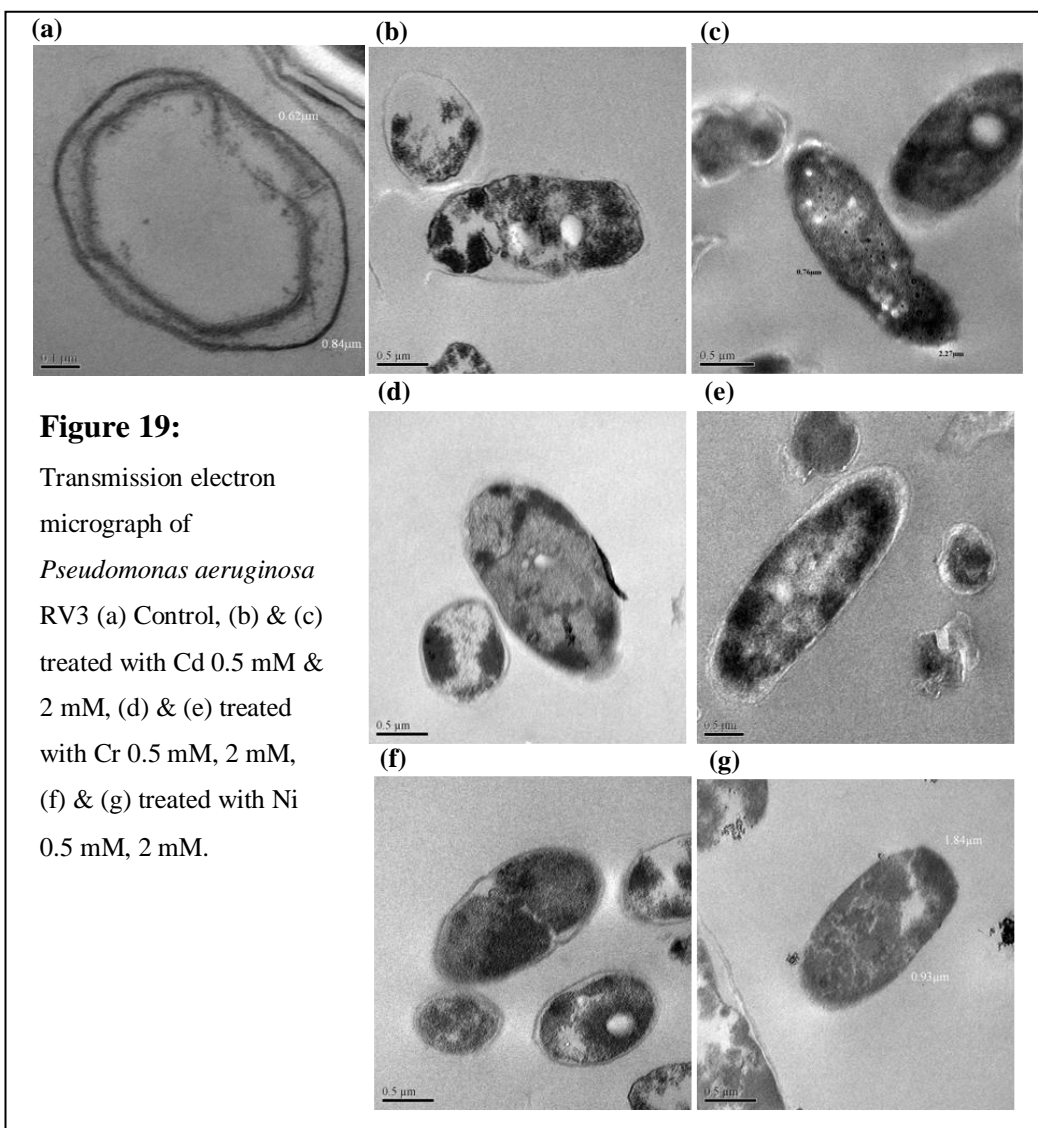 (a)
(b)
(c)
0.62µm
0.84µm
0.1 µm
0.5 µm
0.76µm
2.27µm
0.5 µm
Figure 19:
Transmission electron
micrograph of
Pseudomonas aeruginosa
RV3 (a) Control, (b) & (c)
treated with Cd 0.5 mM &
2 mM, (d) & (e) treated
with Cr 0.5 mM, 2 mM,
(f) & (g) treated with Ni
0.5 mM, 2 mM.
(d)
(e)
0.5 µm
0.5 µm
(f)
(g)
1.84µm
0.93µm
0.5 µm
0.5 µm